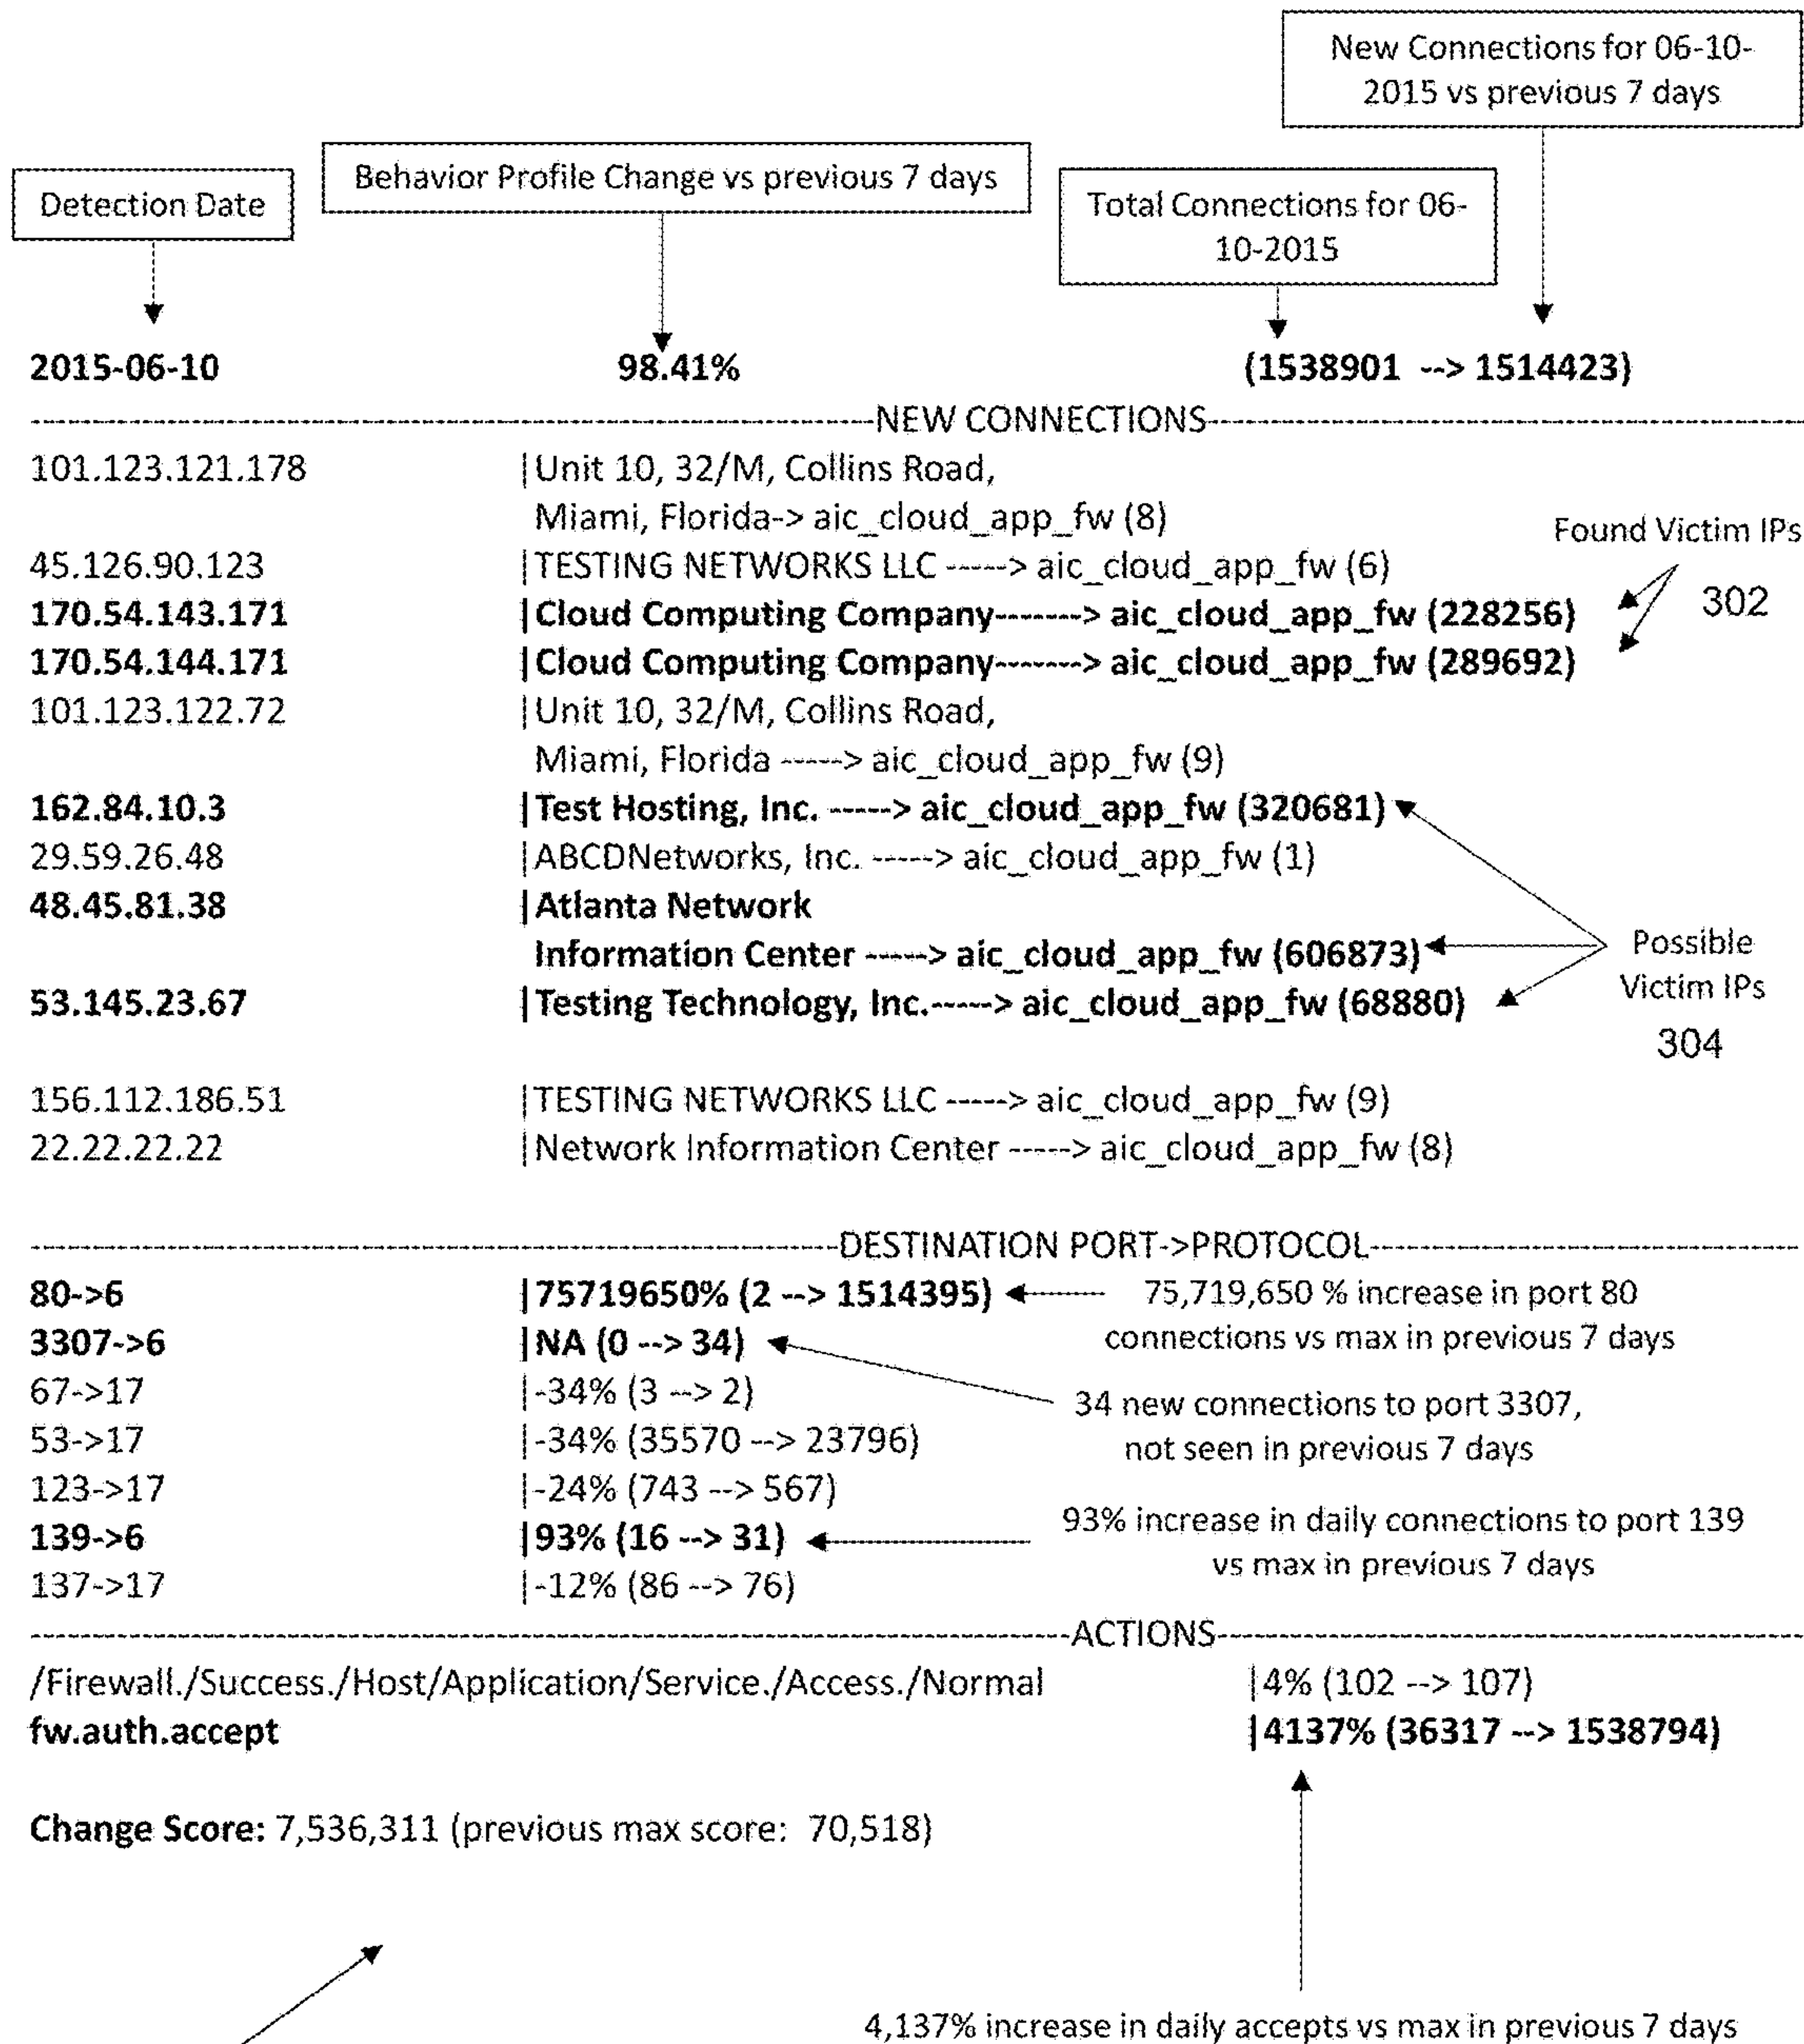 New Connections for 06-10-
2015 vs previous 7 days
Behavior Profile Change vs previous 7 days
Detection Date
Total Connections for 06-
10-2015
2015-06-10 98.41% (1538901 --> 1514423)
NEW CONNECTIONS
101.123.121.178 |Unit 10, 32/M, Collins Road,
Miami, Florida-> aic_cloud_app_fw (8)
Found Victim IPs
302
45.126.90.123 |TESTING NETWORKS LLC -----> aic_cloud_app_fw (6)
170.54.143.171 |Cloud Computing Company-------> aic_cloud_app_fw (228256)
170.54.144.171 |Cloud Computing Company-------> aic_cloud_app_fw (289692)
101.123.122.72 |Unit 10, 32/M, Collins Road,
Miami, Florida -----> aic_cloud_app_fw (9)
162.84.10.3 |Test Hosting, Inc. -----> aic_cloud_app_fw (320681)
29.59.26.48 |ABCDNetworks, Inc. -----> aic_cloud_app_fw (1)
48.45.81.38 |Atlanta Network
Information Center -----> aic_cloud_app_fw (606873)
53.145.23.67 |Testing Technology, Inc.-----> aic_cloud_app_fw (68880)
Possible
Victim IPs
304
156.112.186.51 |TESTING NETWORKS LLC -----> aic_cloud_app_fw (9)
22.22.22.22 |Network Information Center -----> aic_cloud_app_fw (8)
DESTINATION PORT->PROTOCOL
80->6 |75719650% (2 --> 1514395)
75,719,650 % increase in port 80
connections vs max in previous 7 days
3307->6 |NA (0 --> 34)
67->17 |-34% (3 --> 2)
34 new connections to port 3307,
not seen in previous 7 days
53->17 |-34% (35570 --> 23796)
123->17 |-24% (743 --> 567)
139->6 |93% (16 --> 31)
93% increase in daily connections to port 139
vs max in previous 7 days
137->17 |-12% (86 --> 76)
ACTIONS
/Firewall./Success./Host/Application/Service./Access./Normal |4% (102 --> 107)
fw.auth.accept |4137% (36317 --> 1538794)
Change Score: 7,536,311 (previous max score: 70,518)
4,137% increase in daily accepts vs max in previous 7 days